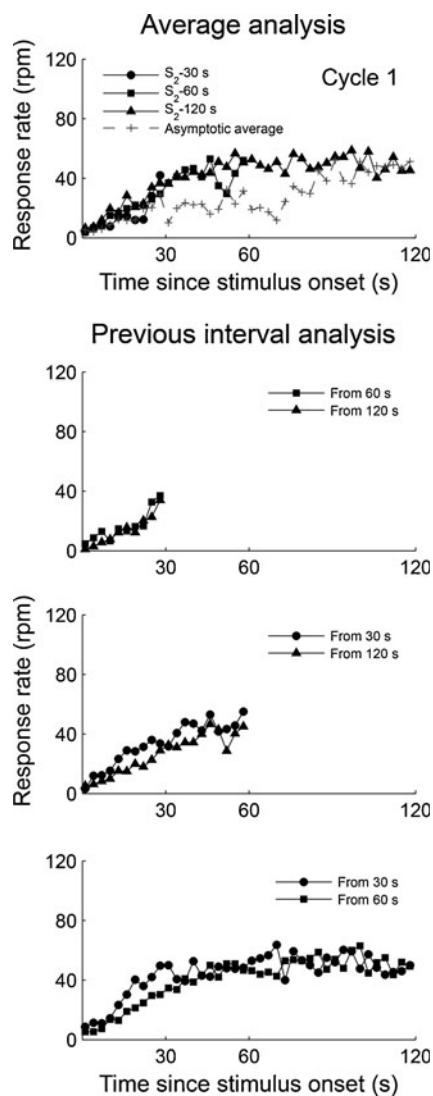 Average analysis
120
80
40
0
S2-30 s
S2-60 s
S2-120 s
Asymptotic average
Cycle 1
Response rate (rpm)
30
60
120
Time since stimulus onset (s)
Previous interval analysis
120
80
40
0
From 60 s
From 120 s
30
60
120
Response rate (rpm)
120
80
40
0
From 30 s
From 120 s
30
60
120
120
80
40
0
From 30 s
From 60 s
30
60
120
Time since stimulus onset (s)